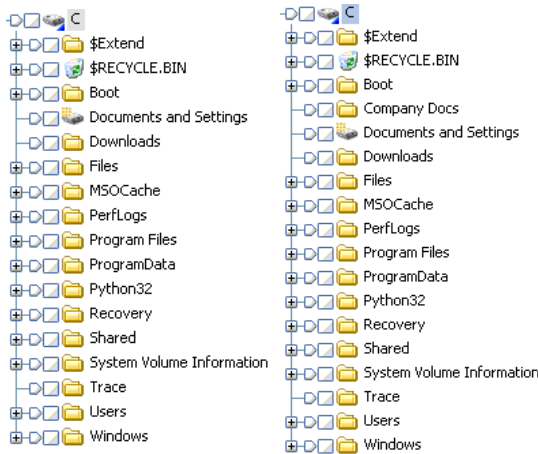 C
$Extend
$RECYCLE.BIN
Boot
Documents and Settings
Downloads
Files
MSOCache
PerfLogs
Program Files
ProgramData
Python32
Recovery
Shared
System Volume Information
Trace
Users
Windows
C
$Extend
$RECYCLE.BIN
Boot
Company Docs
Documents and Settings
Downloads
Files
MSOCache
PerfLogs
Program Files
ProgramData
Python32
Recovery
Shared
System Volume Information
Trace
Users
Windows